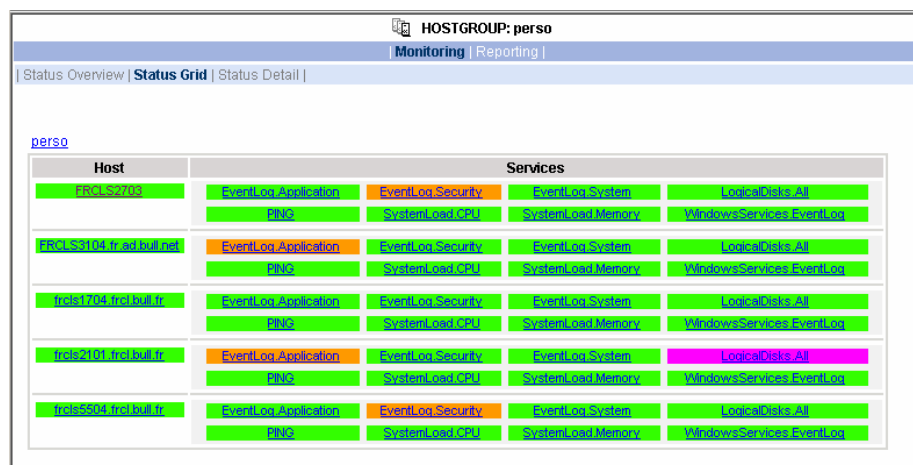 HOSTGROUP: perso
| Monitoring | Reporting |
| Status Overview | Status Grid | Status Detail |
perso
Host Services
FRCLS2703 EventLog.Application EventLog.Security EventLog.System LogicalDisks.All
PING SystemLoad.CPU SystemLoad.Memory WindowsServices.EventLog
FRCLS3104.fr.ad.bull.net EventLog.Application EventLog.Security EventLog.System LogicalDisks.All
PING SystemLoad.CPU SystemLoad.Memory WindowsServices.EventLog
frcls1704.frcl.bull.fr EventLog.Application EventLog.Security EventLog.System LogicalDisks.All
PING SystemLoad.CPU SystemLoad.Memory WindowsServices.EventLog
frcls2101.frcl.bull.fr EventLog.Application EventLog.Security EventLog.System LogicalDisks.All
PING SystemLoad.CPU SystemLoad.Memory WindowsServices.EventLog
frcls5504.frcl.bull.fr EventLog.Application EventLog.Security EventLog.System LogicalDisks.All
PING SystemLoad.CPU SystemLoad.Memory WindowsServices.EventLog